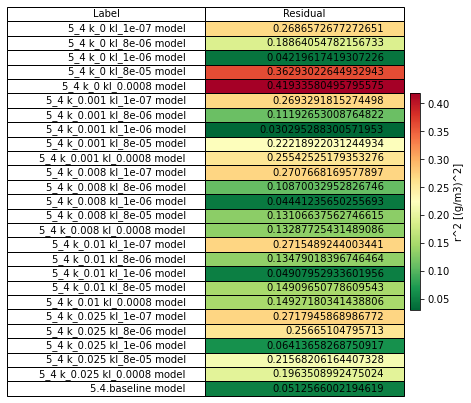 Label Residual
5_4 k_0 kl_1e-07 model 0.2686572677272651
5_4 k_0 kl_8e-06 model 0.18864054782156733
5_4 k_0 kl_1e-06 model 0.04219617419307226
5_4 k_0 kl_8e-05 model 0.36293022644932943
5_4 k_0 kl_0.0008 model 0.41933580495795575
5_4 k_0.001 kl_1e-07 model 0.2693291815274498
5_4 k_0.001 kl_8e-06 model 0.11192653008764822
5_4 k_0.001 kl_1e-06 model 0.030295288300571953
5_4 k_0.001 kl_8e-05 model 0.22218922031244934
5_4 k_0.001 kl_0.0008 model 0.25542525179353276
5_4 k_0.008 kl_1e-07 model 0.2707668169577897
5_4 k_0.008 kl_8e-06 model 0.10870032952826746
5_4 k_0.008 kl_1e-06 model 0.04441235650255693
5_4 k_0.008 kl_8e-05 model 0.13106637562746615
5_4 k_0.008 kl_0.0008 model 0.13287725431489086
5_4 k_0.01 kl_1e-07 model 0.2715489244003441
5_4 k_0.01 kl_8e-06 model 0.13479018396746464
5_4 k_0.01 kl_1e-06 model 0.04907952933601956
5_4 k_0.01 kl_8e-05 model 0.14909650778609543
5_4 k_0.01 kl_0.0008 model 0.14927180341438806
5_4 k_0.025 kl_1e-07 model 0.2717945868986772
5_4 k_0.025 kl_8e-06 model 0.25665104795713
5_4 k_0.025 kl_1e-06 model 0.06413658268750917
5_4 k_0.025 kl_8e-05 model 0.21568206164407328
5_4 k_0.025 kl_0.0008 model 0.1963508992475024
5.4.baseline model 0.0512566002194619
0.40
0.35
0.30
0.25
0.20
0.15
0.10
0.05
r^2 [(g/m3)^2]